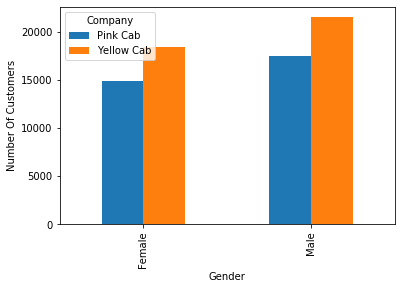 Company
Pink Cab
Yellow Cab
Number Of Customers
20000
15000
10000
5000
0
Female
Male
Gender